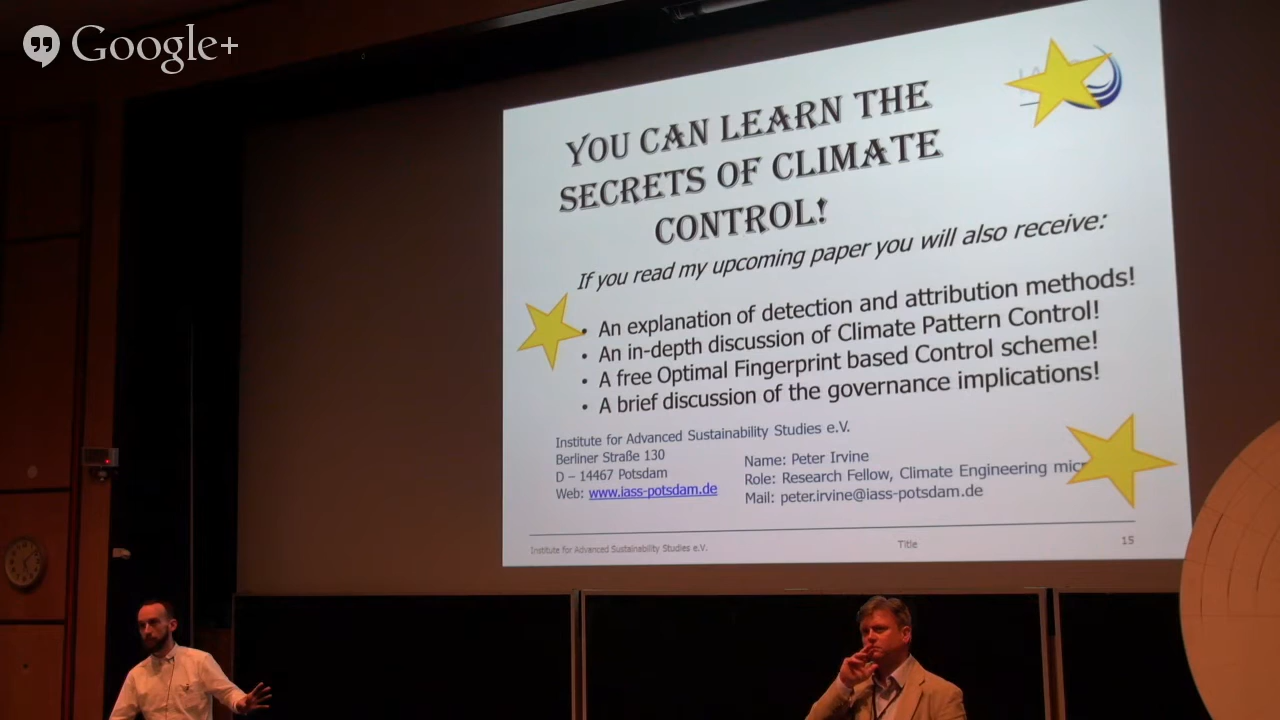 Google+
YOU CAN LEARN THE
SECRETS OF CLIMATE
CONTROL!
If you read my upcoming paper you will also receive:
• An explanation of detection and attribution methods!
• An in-depth discussion of Climate Pattern Control!
• A free Optimal Fingerprint based Control scheme!
• A brief discussion of the governance implications!
Institute for Advanced Sustainability Studies e.V.
Berliner Straße 130
D – 14467 Potsdam
Web: www.iass-potsdam.de
Name: Peter Irvine
Role: Research Fellow, Climate Engineering
Mail: peter.irvine@iass-potsdam.de
Institute for Advanced Sustainability Studies e.V.
Title
15